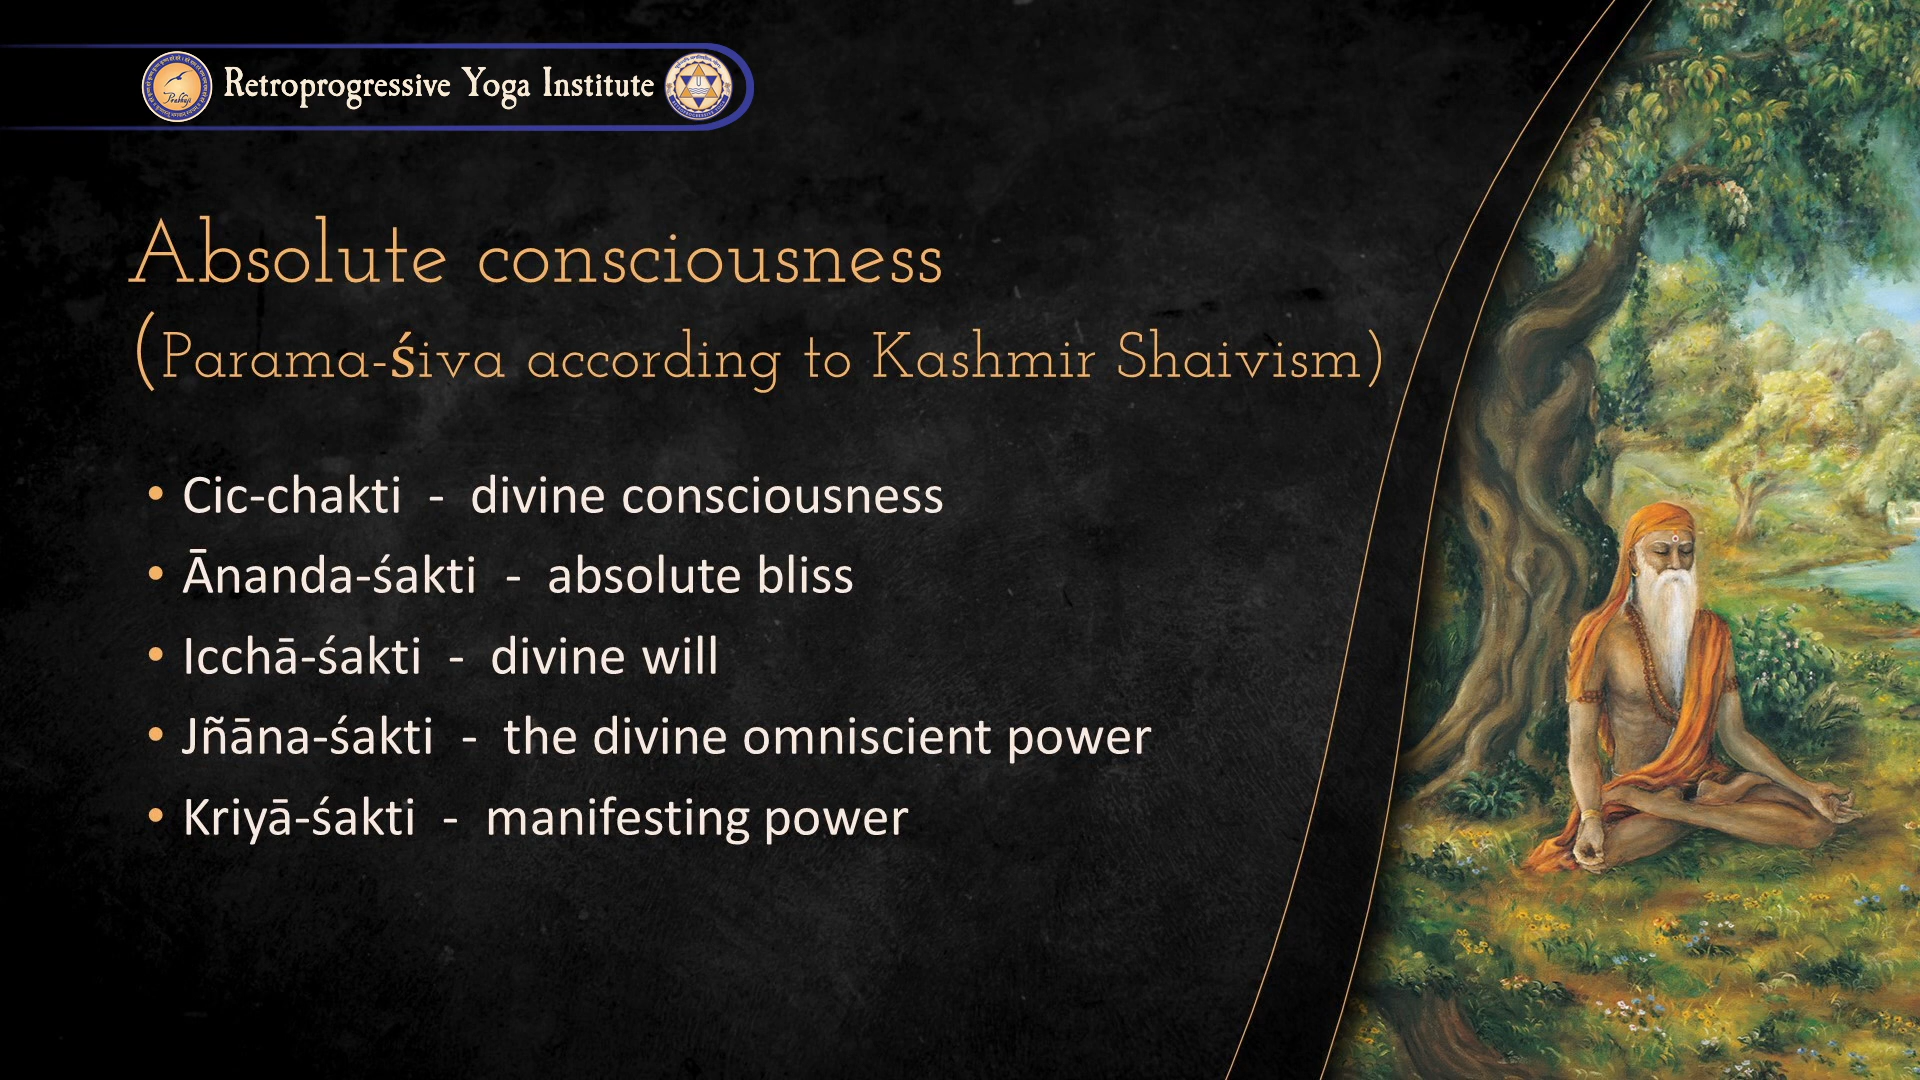 Retroprogressive Yoga Institute
Prabhuji
Absolute consciousness
(Parama-śiva according to Kashmir Shaivism)
• Cic-chakti - divine consciousness
• Ānanda-śakti - absolute bliss
• Icchā-śakti - divine will
• Jñāna-śakti - the divine omniscient power
• Kriyā-śakti - manifesting power